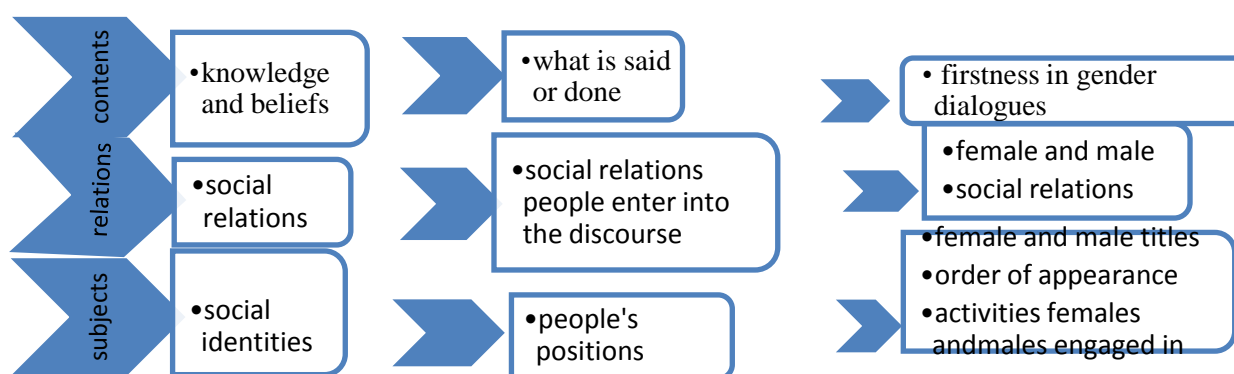 contents
•knowledge
and beliefs
•what is said
or done
• firstness in gender
dialogues
relations
•social
relations
•social relations
people enter into
the discourse
•female and male
•social relations
subjects
•social
identities
•people's
positions
•female and male titles
•order of appearance
•activities females
andmales engaged in